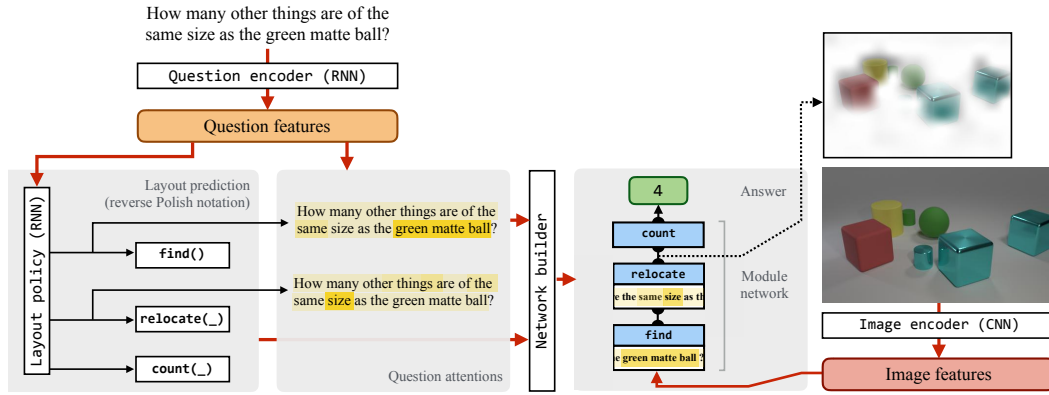 How many other things are of the
same size as the green matte ball?
Question encoder (RNN)
Question features
Layout policy (RNN)
Layout prediction
(reverse Polish notation)
find()
relocate(_)
count(_)
How many other things are of the
same size as the green matte ball?
How many other things are of the
same size as the green matte ball?
Question attentions
Network builder
4
Answer
count
relocate
re the same size as th
find
e green matte ball ?
Module
network
Image encoder (CNN)
Image features